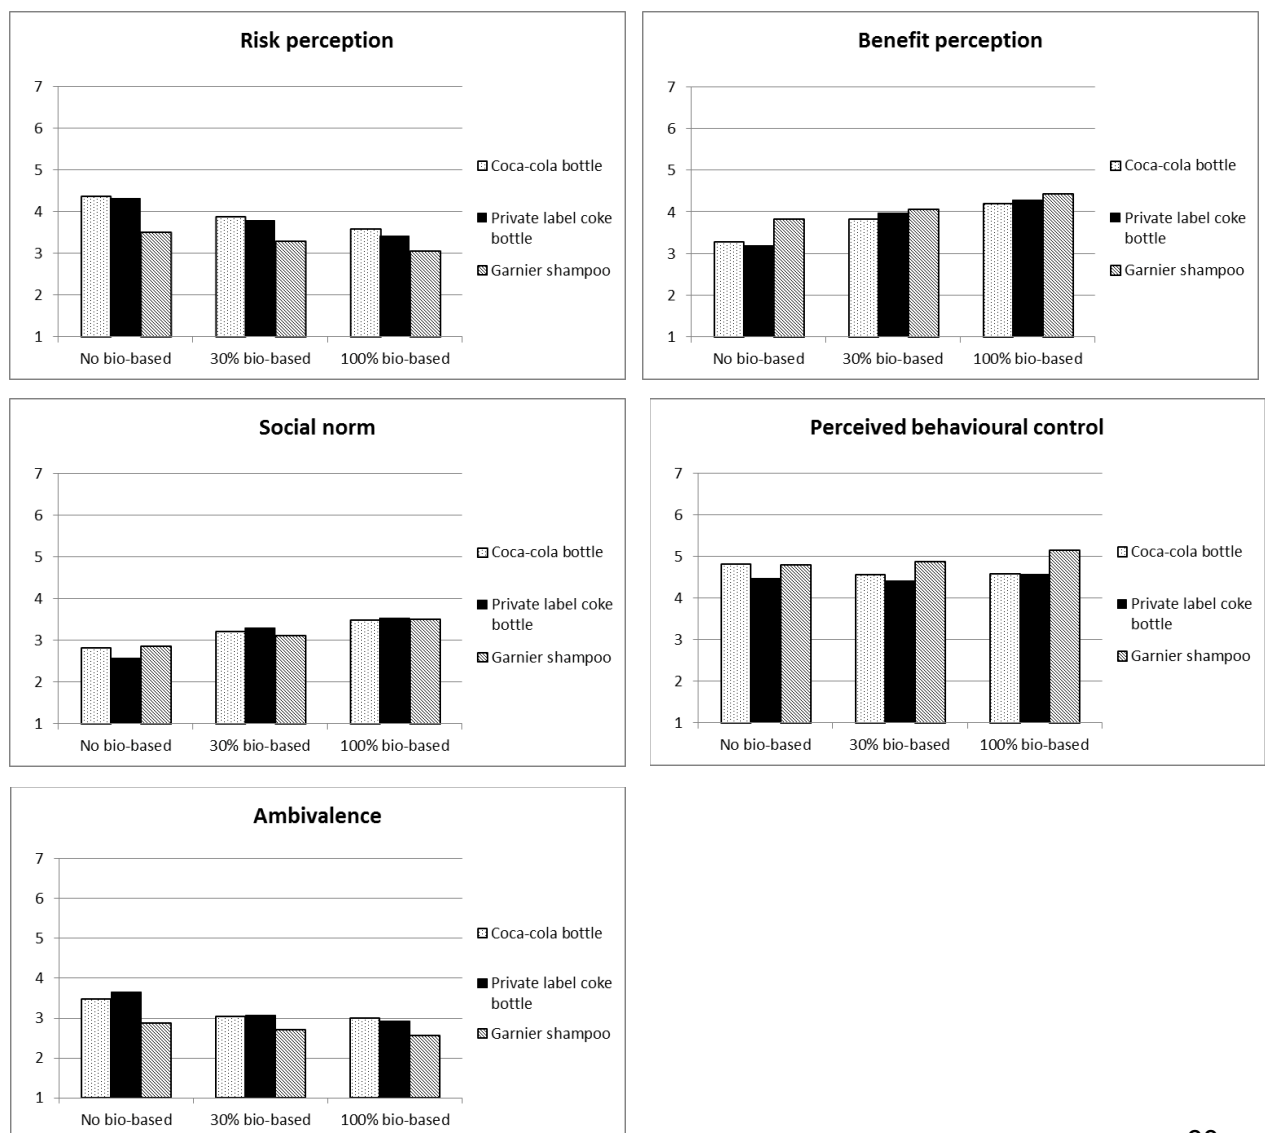 Risk perception
7
6
5
4
3
2
1
No bio-based 30% bio-based 100% bio-based
Coca-cola bottle
Private label coke
bottle
Garnier shampoo
Benefit perception
7
6
5
4
3
2
1
No bio-based 30% bio-based 100% bio-based
Coca-cola bottle
Private label coke
bottle
Garnier shampoo
Social norm
7
6
5
4
3
2
1
No bio-based 30% bio-based 100% bio-based
Coca-cola bottle
Private label coke
bottle
Garnier shampoo
Perceived behavioural control
7
6
5
4
3
2
1
No bio-based 30% bio-based 100% bio-based
Coca-cola bottle
Private label coke
bottle
Garnier shampoo
Ambivalence
7
6
5
4
3
2
1
No bio-based 30% bio-based 100% bio-based
Coca-cola bottle
Private label coke
bottle
Garnier shampoo